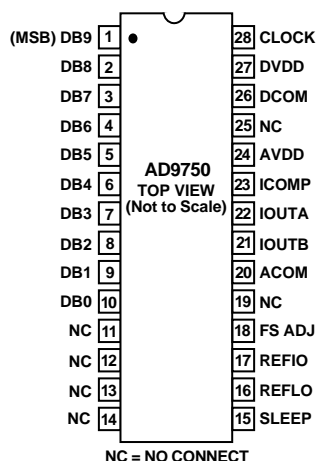 (MSB) DB9 1 28 CLOCK
DB8 2 27 DVDD
DB7 3 26 DCOM
DB6 4 25 NC
DB5 5 24 AVDD
DB4 6 23 ICOMP
DB3 7 22 IOUTA
DB2 8 21 IOUTB
DB1 9 20 ACOM
DB0 10 19 NC
NC 11 18 FS ADJ
NC 12 17 REFIO
NC 13 16 REFLO
NC 14 15 SLEEP
AD9750
TOP VIEW
(Not to Scale)
NC = NO CONNECT